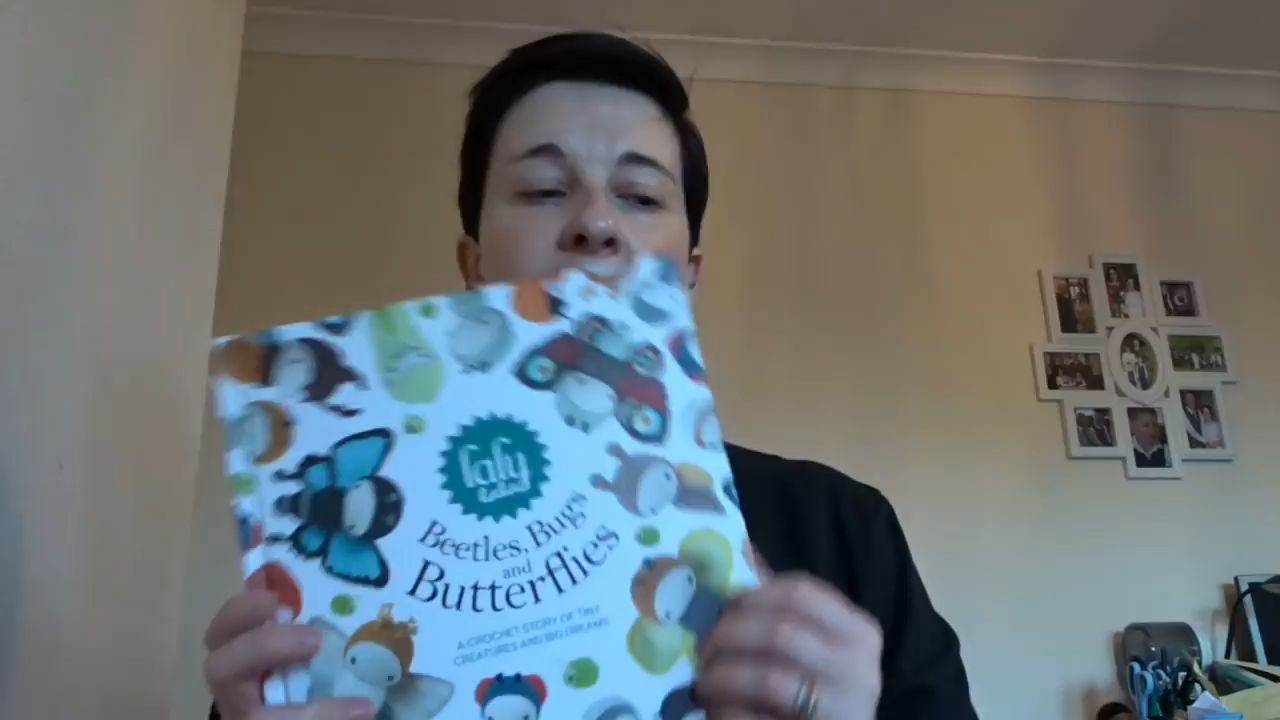 lalylala
Beetles, Bugs
and
Butterflies
A CROCHET STORY OF TINY
CREATURES AND BIG DREAMS